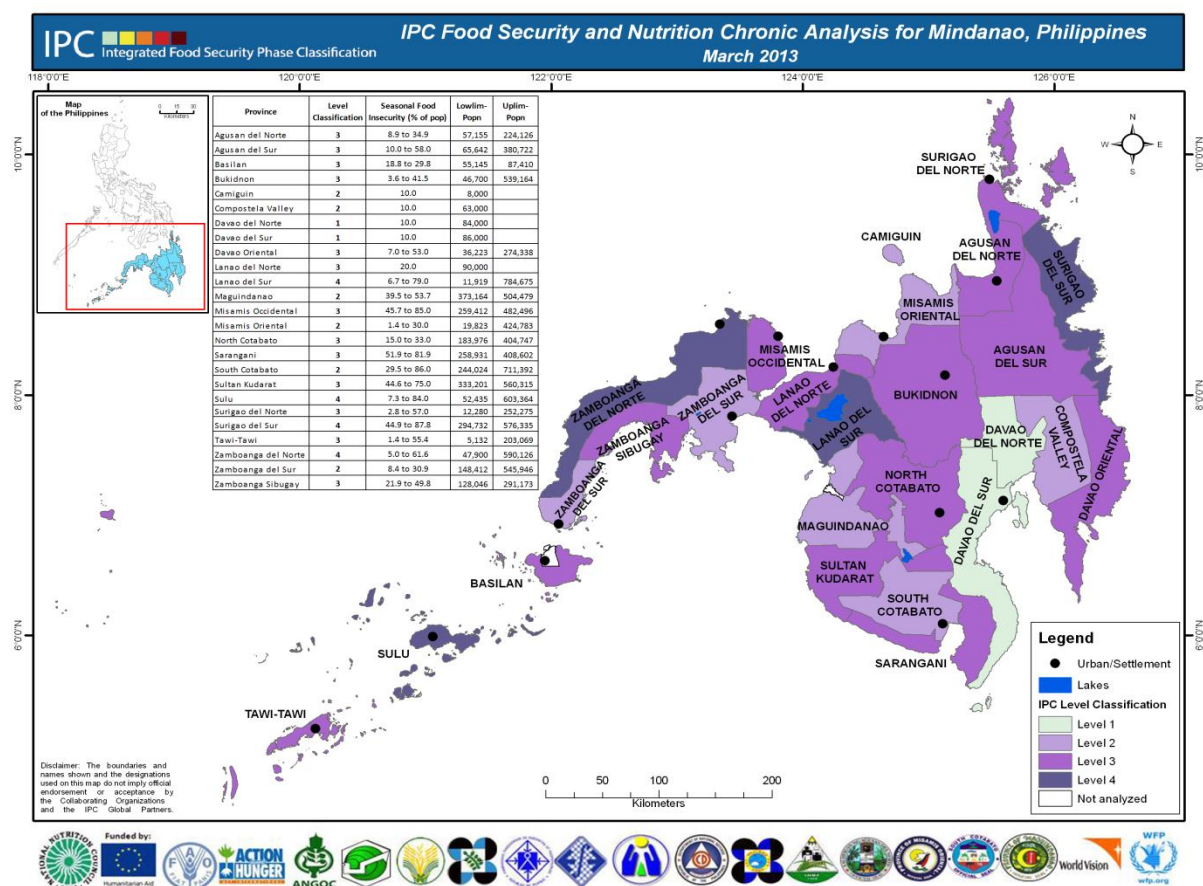 IPC Integrated Food Security Phase Classification
IPC Food Security and Nutrition Chronic Analysis for Mindanao, Philippines
March 2013
118°0'0"E 120°0'0"E 122°0'0"E 124°0'0"E 126°0'0"E
Map
of the Philippines
0 15 30
Kilometers
Province Level Classification Seasonal Food Insecurity (% of pop) Lowlim-Popn Uplim-Popn
Agusan del Norte 3 8.9 to 34.9 57,155 224,126
Agusan del Sur 3 10.0 to 58.0 65,642 380,722
Basilan 3 18.8 to 29.8 55,145 87,410
Bukidnon 3 3.6 to 41.5 46,700 539,164
Camiguin 2 10.0 8,000
Compostela Valley 2 10.0 63,000
Davao del Norte 1 10.0 84,000
Davao del Sur 1 10.0 86,000
Davao Oriental 3 7.0 to 53.0 36,223 274,338
Lanao del Norte 3 20.0 90,000
Lanao del Sur 4 6.7 to 79.0 11,919 784,675
Maguindanao 2 39.5 to 53.7 373,164 504,479
Misamis Occidental 3 45.7 to 85.0 259,412 482,496
Misamis Oriental 2 1.4 to 30.0 19,823 424,783
North Cotabato 3 15.0 to 33.0 183,976 404,747
Sarangani 3 51.9 to 81.9 258,931 408,602
South Cotabato 2 29.5 to 86.0 244,024 711,392
Sultan Kudarat 3 44.6 to 75.0 333,201 560,315
Sulu 4 7.3 to 84.0 52,435 603,364
Surigao del Norte 3 2.8 to 57.0 12,280 252,275
Surigao del Sur 4 44.9 to 87.8 294,732 576,335
Tawi-Tawi 3 1.4 to 55.4 5,132 203,069
Zamboanga del Norte 4 5.0 to 61.6 47,900 590,126
Zamboanga del Sur 2 8.4 to 30.9 148,412 545,946
Zamboanga Sibugay 3 21.9 to 49.8 128,046 291,173
10°0'0"N
8°0'0"N
6°0'0"N
10°0'0"N
8°0'0"N
6°0'0"N
N
W E
S
SURIGAO
DEL NORTE
CAMIGUIN
AGUSAN
DEL NORTE
SURIGAO
DEL SUR
MISAMIS
ORIENTAL
MISAMIS
OCCIDENTAL
AGUSAN
DEL SUR
ZAMBOANGA
DEL NORTE
ZAMBOANGA
DEL SUR
LANAO
DEL NORTE
BUKIDNON
ZAMBOANGA
SIBUGAY
LANAO DEL
SUR
DAVAO
DEL NORTE
COMPOSTELA
VALLEY
DAVAO ORIENTAL
ZAMBOANGA
DEL SUR
NORTH
COTABATO
DAVAO DEL SUR
MAGUINDANAO
BASILAN
SULTAN
KUDARAT
SOUTH
COTABATO
SULU
SARANGANI
TAWI-TAWI
Legend
Urban/Settlement
Lakes
IPC Level Classification
Level 1
Level 2
Level 3
Level 4
Not analyzed
0 50 100 200
Kilometers
Disclaimer: The boundaries and
names shown and the designations
used on this map do not imply official
endorsement or acceptance by
the Collaborating Organizations
and the IPC Global Partners.
NATIONAL NUTRITION COUNCIL
Funded by:
Humanitarian Aid
FAO
FIAT PANIS
ACTION
HUNGER
ANGOC
World Vision
WFP
wfp.org